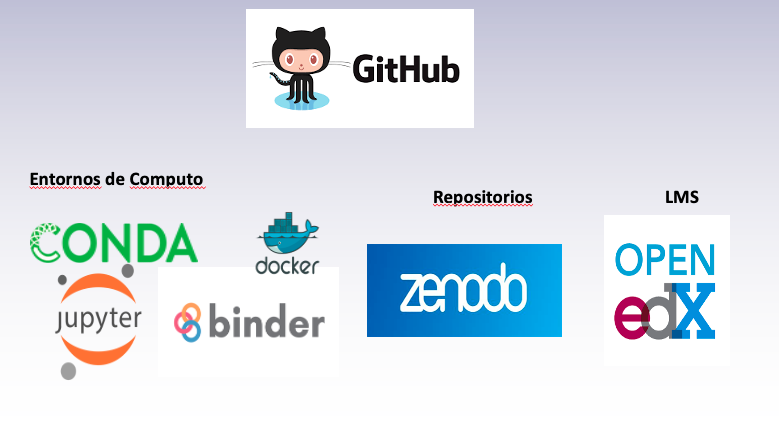 GitHub
Entornos de Computo
Repositorios
LMS
CONDA
docker
jupyter
binder
zenodo
OPEN
edX